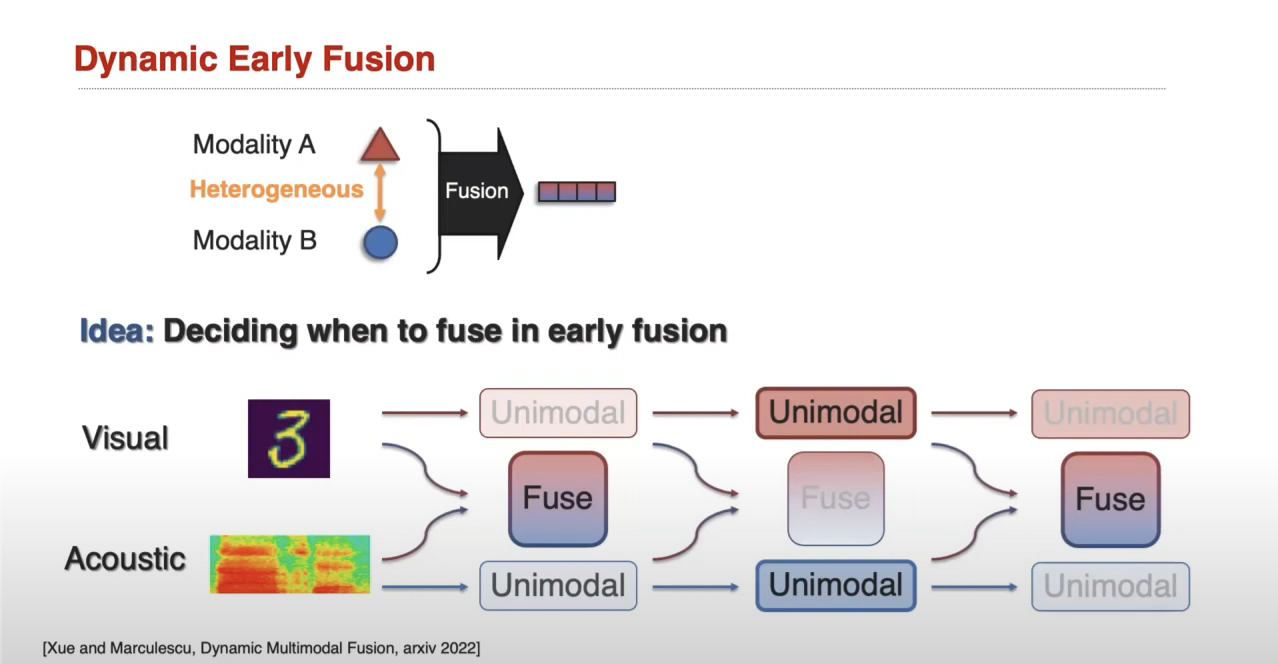 Dynamic Early Fusion
Modality A
Heterogeneous
Modality B
Fusion
Idea: Deciding when to fuse in early fusion
Visual
Acoustic
Unimodal
Fuse
Unimodal
Unimodal
Fuse
Unimodal
Unimodal
Fuse
Unimodal
[Xue and Marculescu, Dynamic Multimodal Fusion, arxiv 2022]